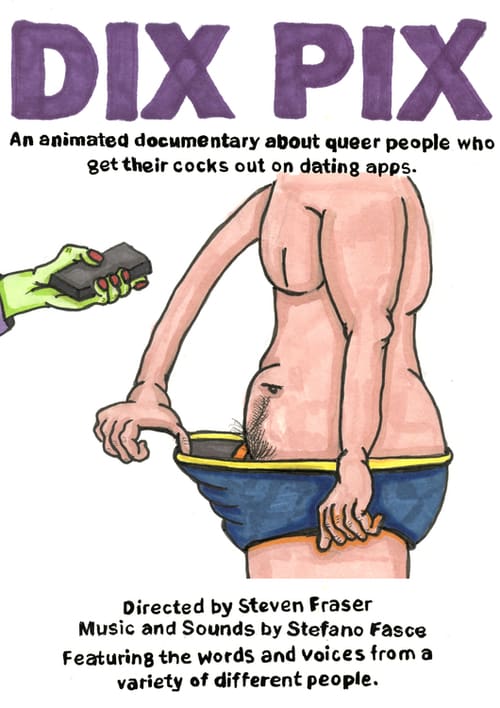 DIX PIX
An animated documentary about queer people who
get their cocks out on dating apps.
Directed by Steven Fraser
Music and Sounds by Stefano Fasce
Featuring the words and voices from a
variety of different people.